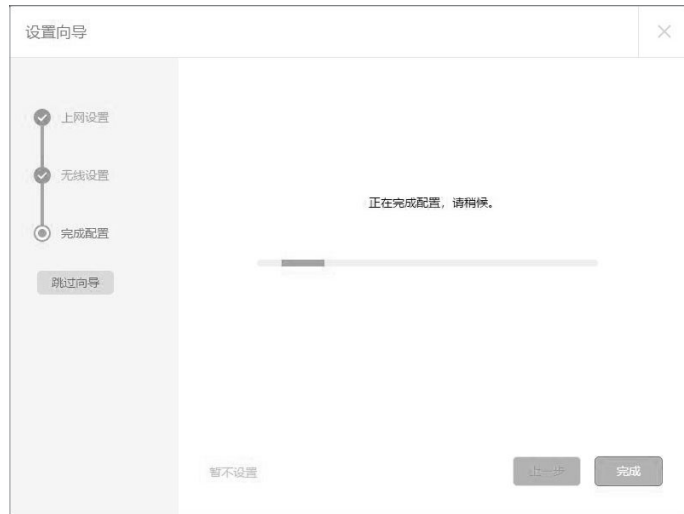 设置向导
上网设置
无线设置
完成配置
跳过向导
正在完成配置，请稍候。
暂不设置
上一步
完成